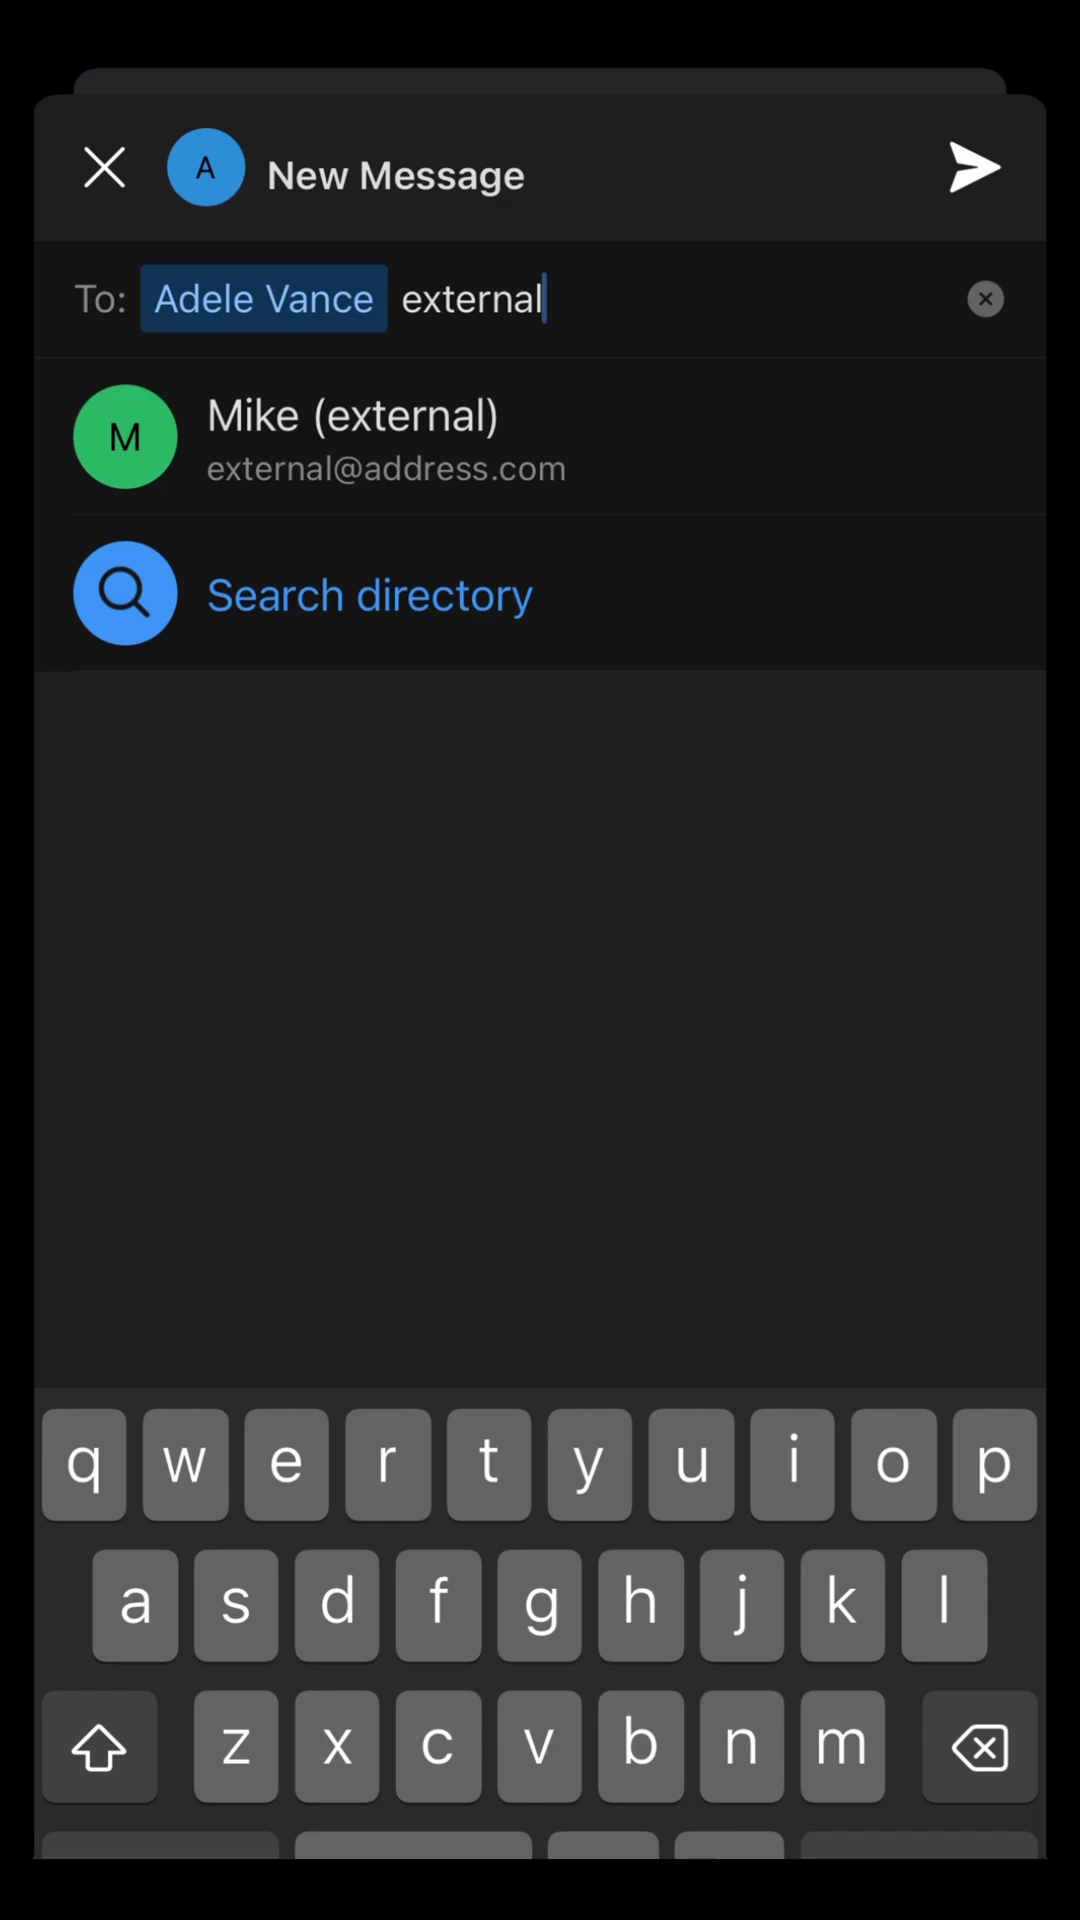 A New Message
To: Adele Vance external
M Mike (external)
external@address.com
Search directory
q w e r t y u i o p
a s d f g h j k l
z x c v b n m